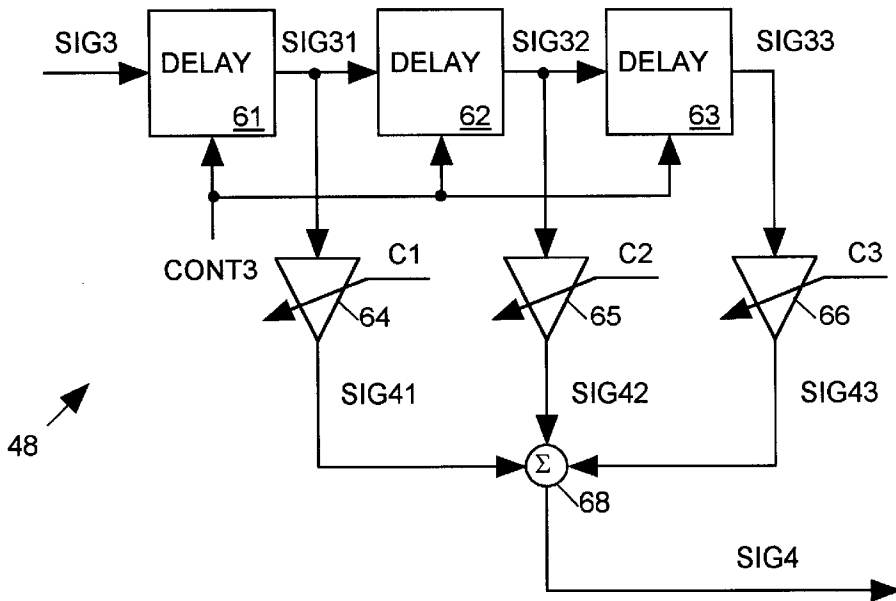 SIG3
SIG31
SIG32
SIG33
DELAY
DELAY
DELAY
61
62
63
CONT3
C1
C2
C3
64
65
66
SIG41
SIG42
SIG43
48
Σ
68
SIG4